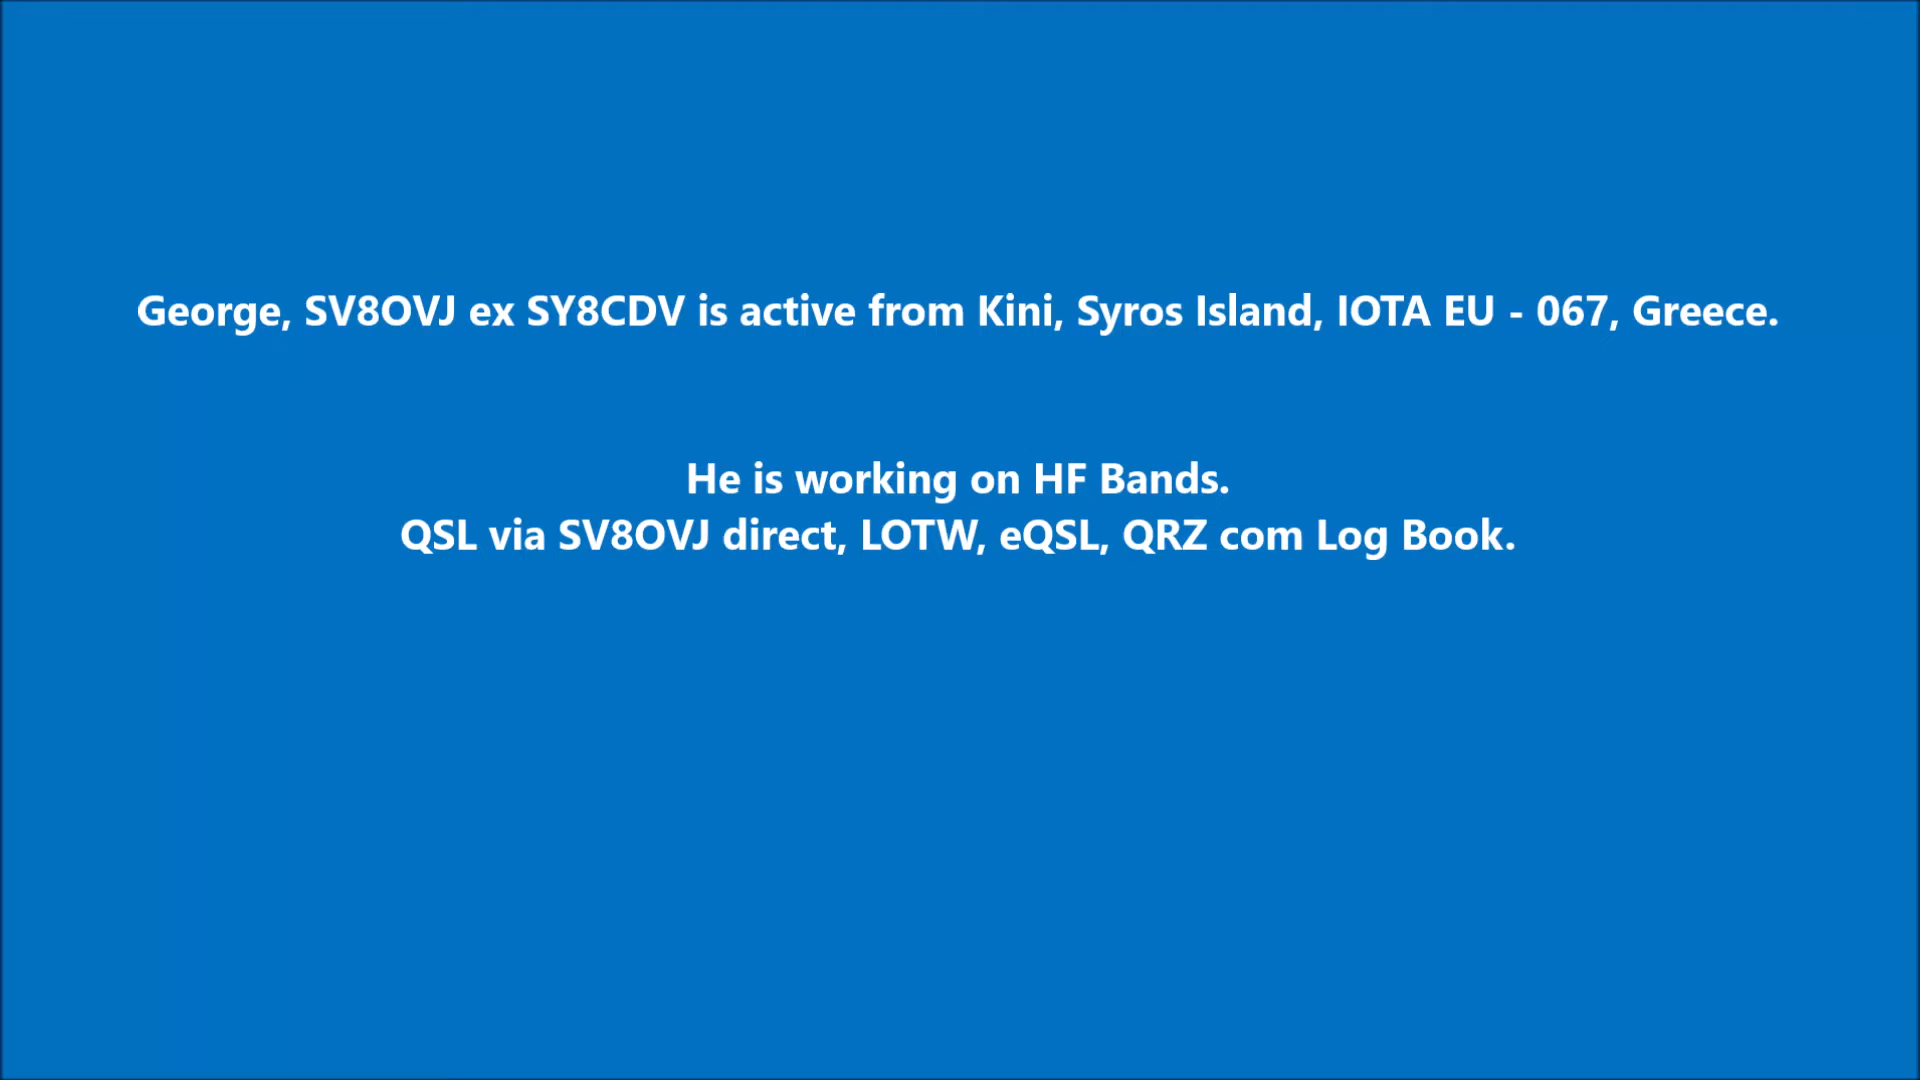 George, SV8OVJ ex SY8CDV is active from Kini, Syros Island, IOTA EU - 067, Greece.
He is working on HF Bands.
QSL via SV8OVJ direct, LOTW, eQSL, QRZ com Log Book.